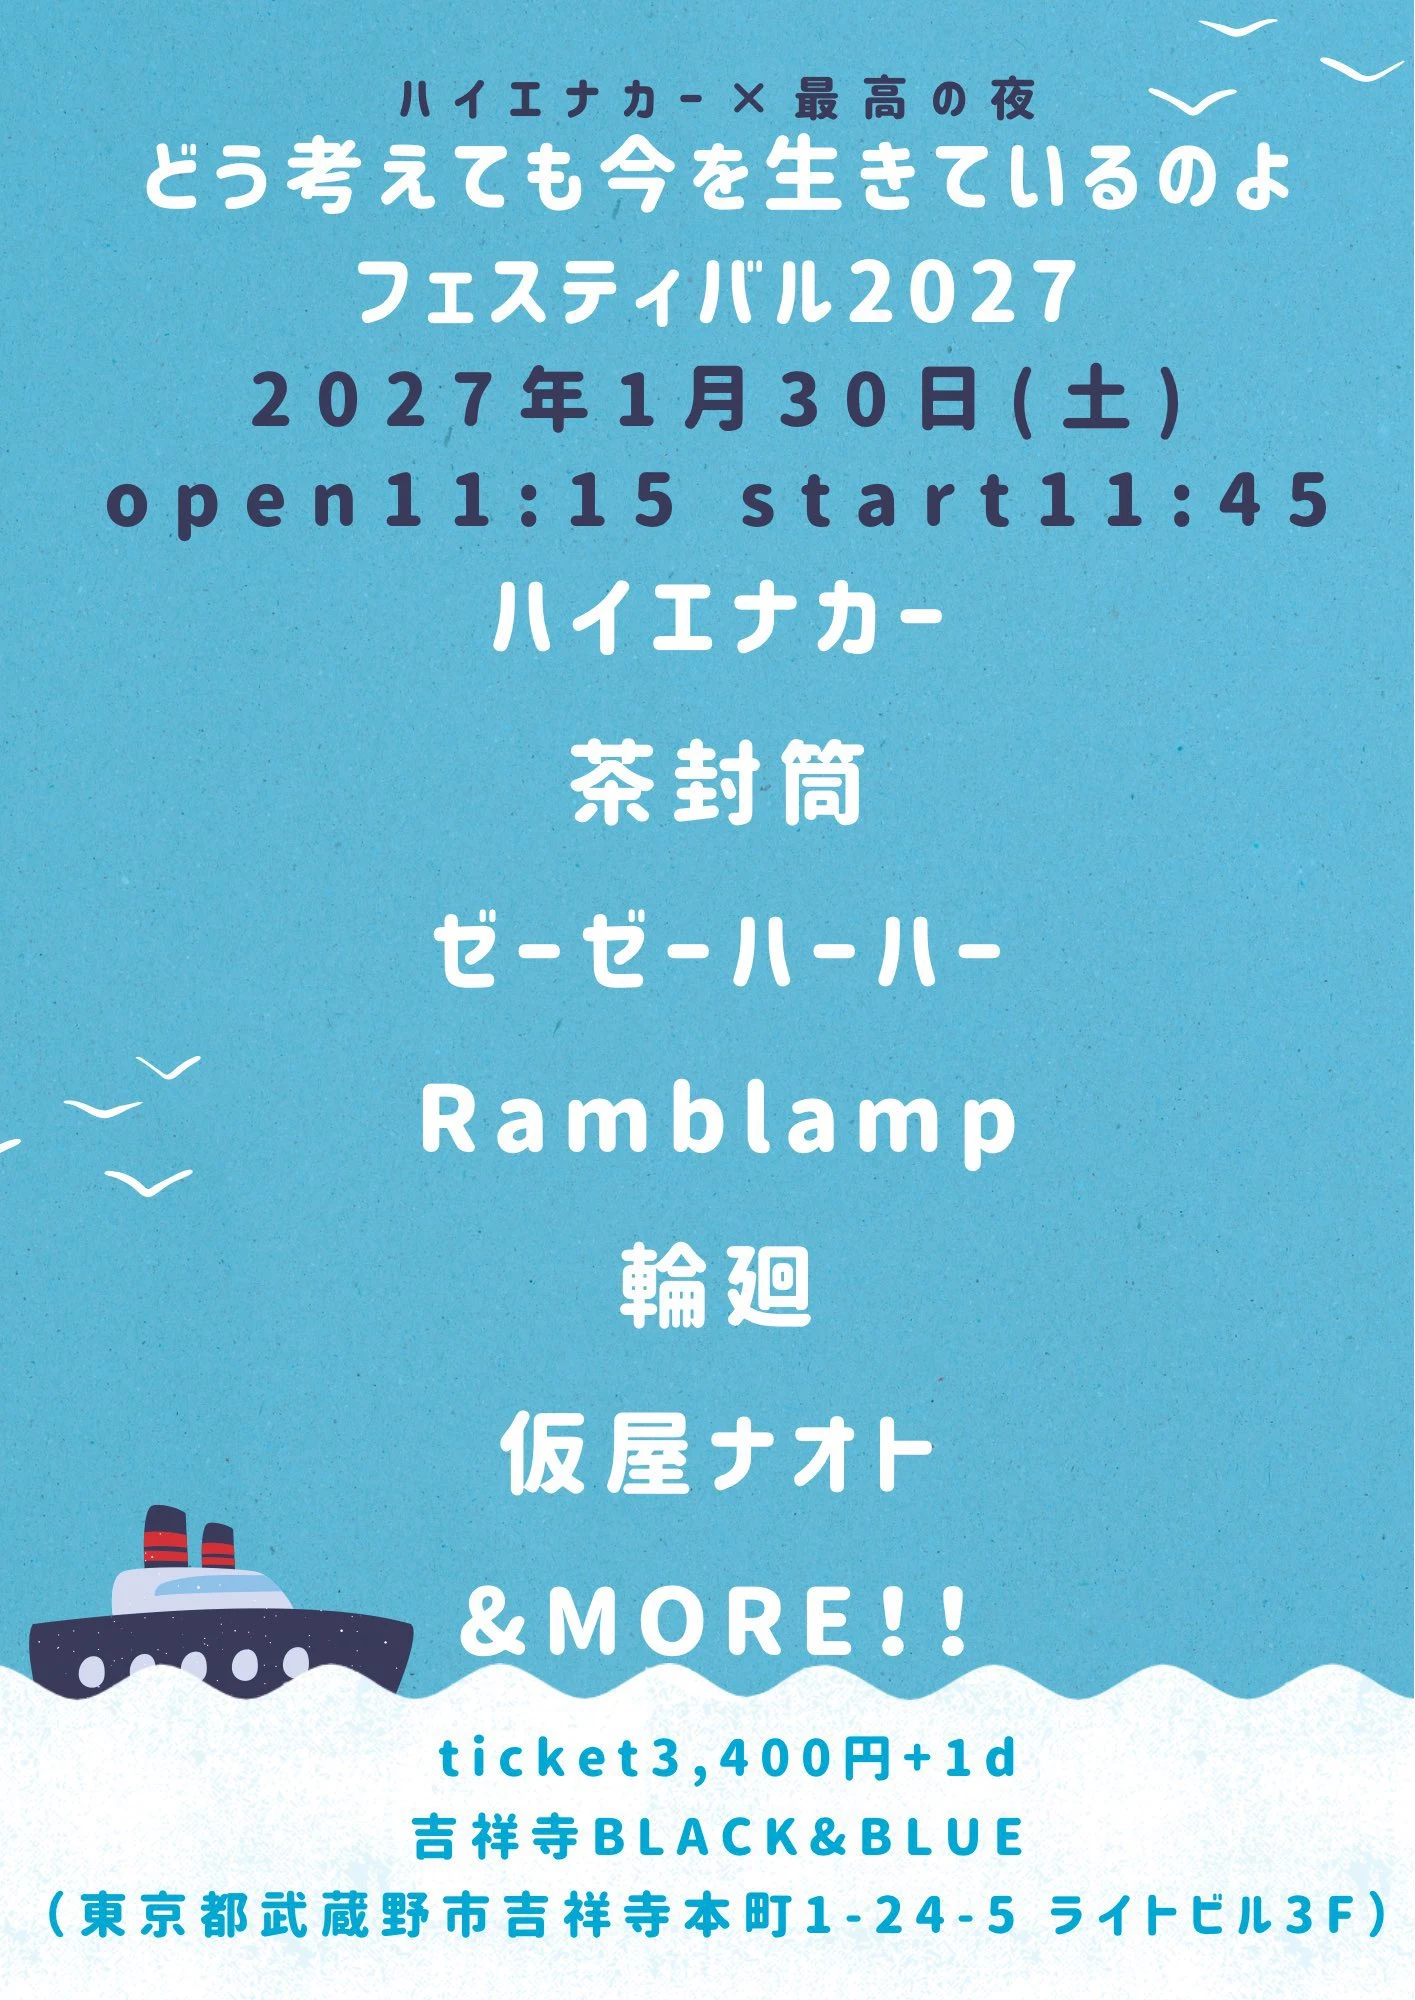 ハイエナカー×最高の夜
どう考えても今を生きているのよ
フェスティバル2027
2027年1月30日(土)
open11:15 start11:45
ハイエナカー
茶封筒
ゼーゼーハーハー
Ramblamp
輪廻
仮屋ナオト
&MORE!!
ticket3,400円+1d
吉祥寺BLACK&BLUE
(東京都武蔵野市吉祥寺本町1-24-5 ライトビル3F)